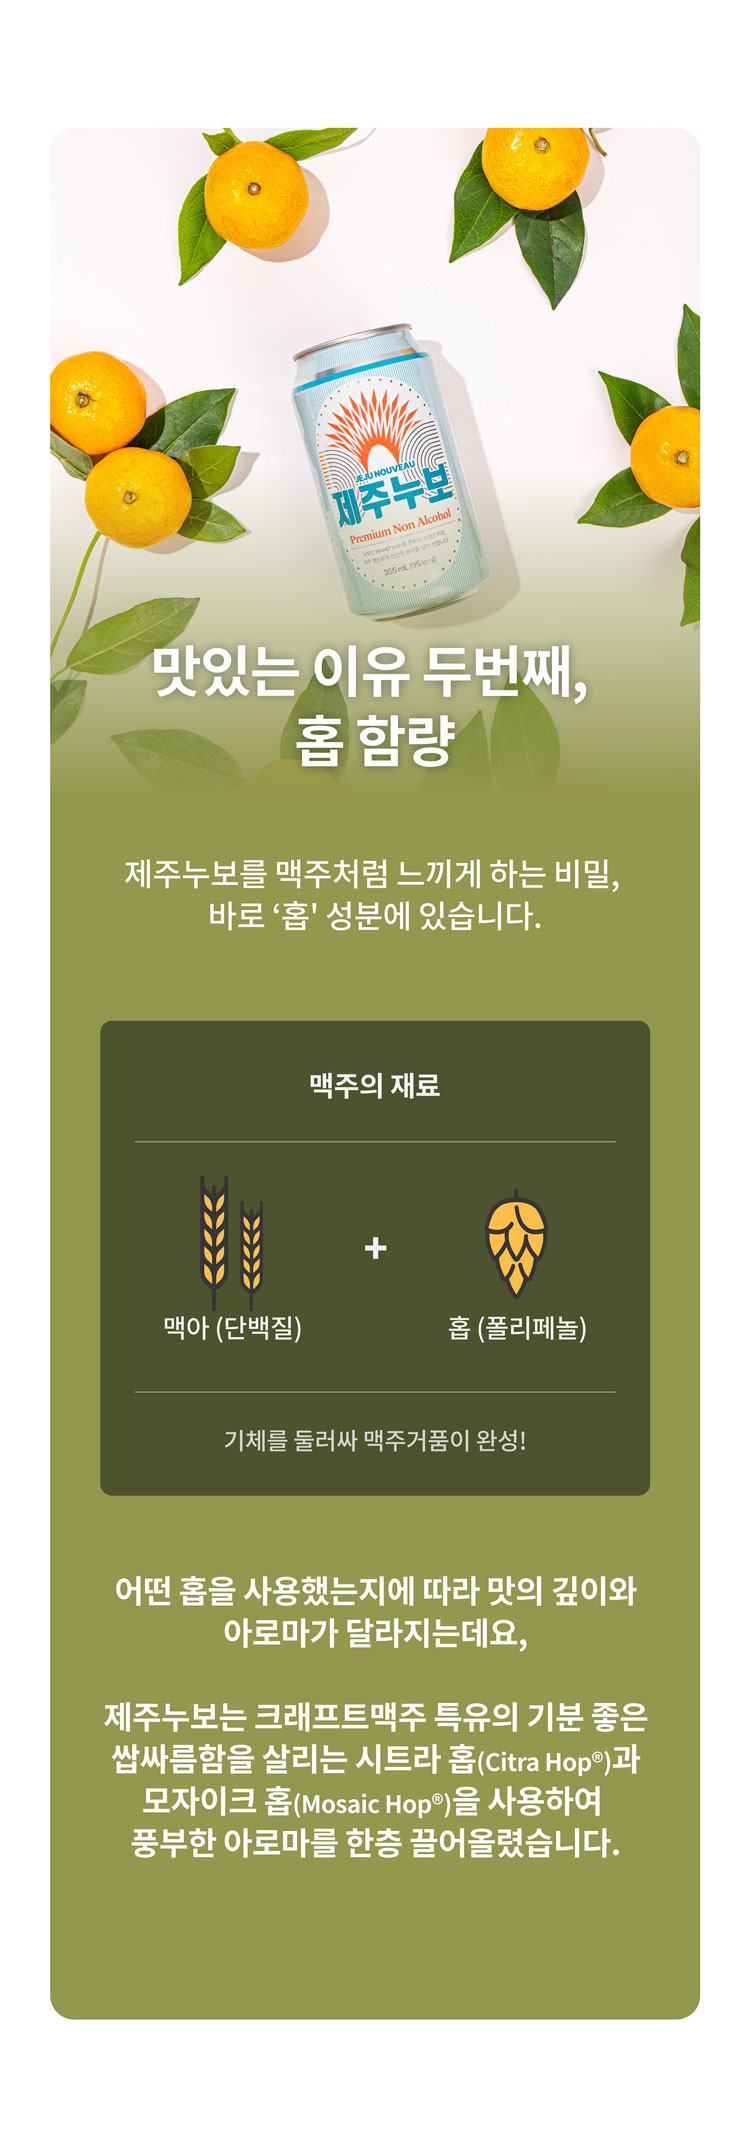 JEJU NOUVEAU
제주누보
Premium Non Alcohol
355 mL (95 kcal)
맛있는 이유 두번째,
홉 함량
제주누보를 맥주처럼 느끼게 하는 비밀,
바로 ‘홉' 성분에 있습니다.
맥주의 재료
+
맥아 (단백질)
홉 (폴리페놀)
기체를 둘러싸 맥주거품이 완성!
어떤 홉을 사용했는지에 따라 맛의 깊이와
아로마가 달라지는데요,
제주누보는 크래프트맥주 특유의 기분 좋은
쌉싸름함을 살리는 시트라 홉(Citra Hop®)과
모자이크 홉(Mosaic Hop®)을 사용하여
풍부한 아로마를 한층 끌어올렸습니다.